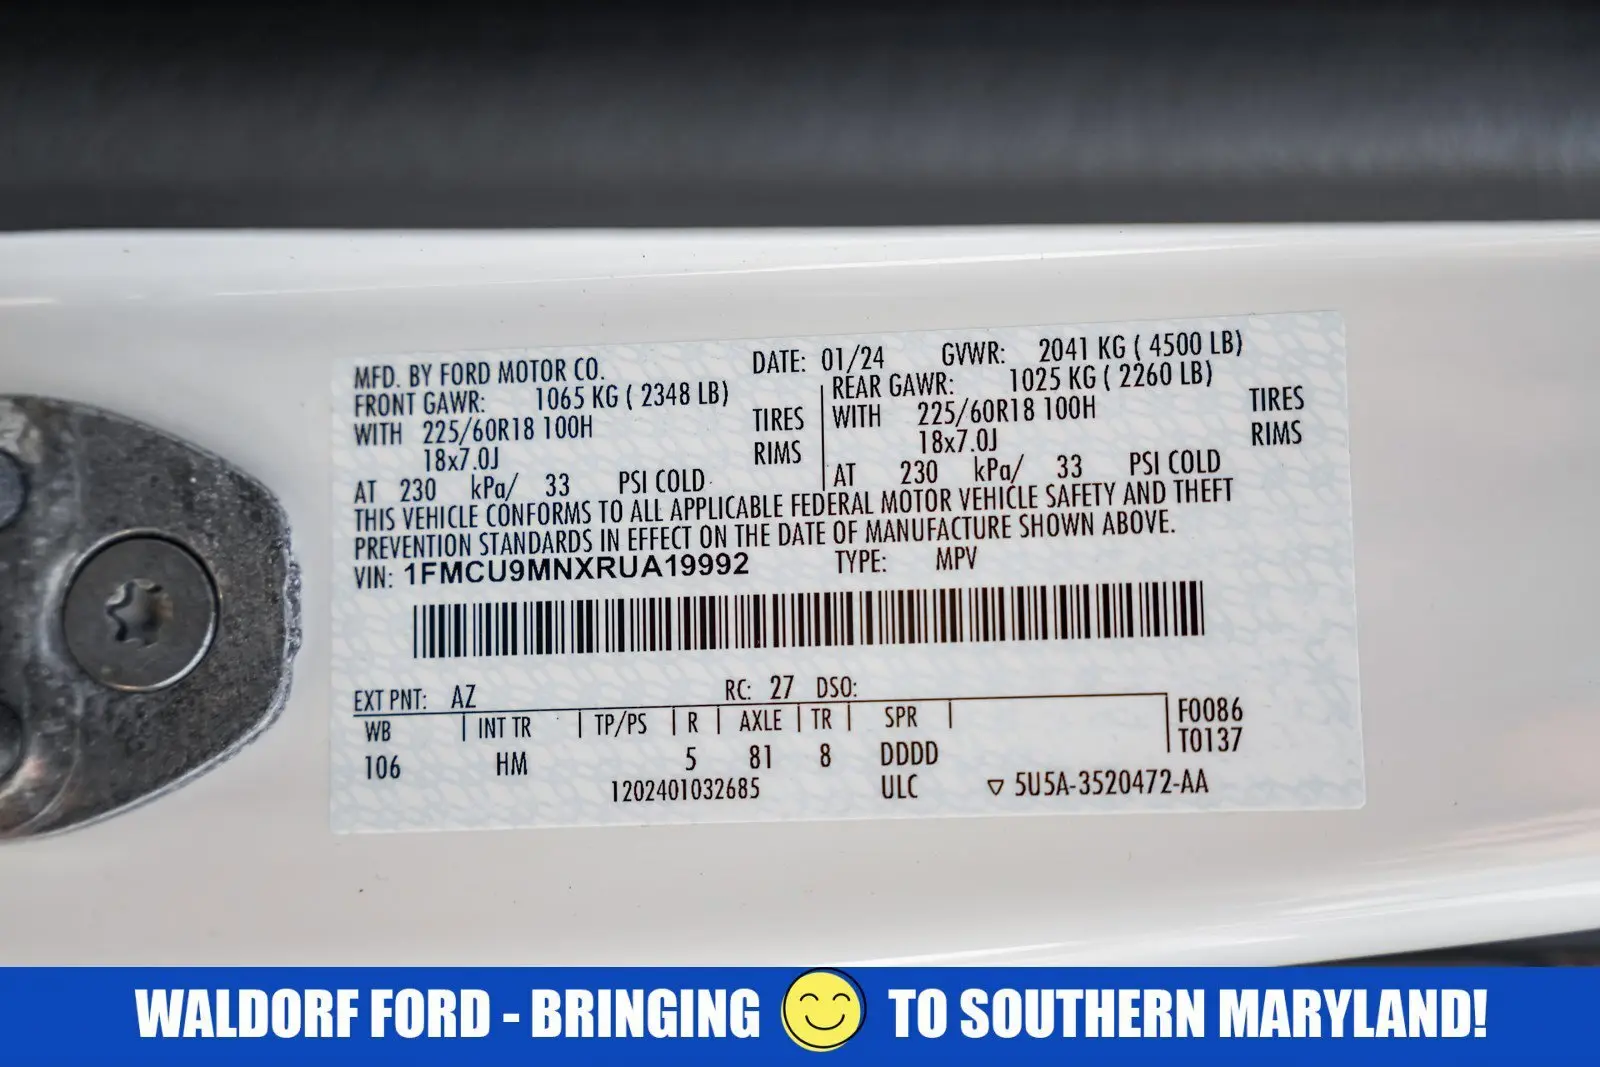 MFD. BY FORD MOTOR CO. DATE: 01/24 GVWR: 2041 KG ( 4500 LB)
FRONT GAWR: 1065 KG ( 2348 LB) REAR GAWR: 1025 KG ( 2260 LB)
WITH 225/60R18 100H TIRES WITH 225/60R18 100H TIRES
18x7.0J RIMS 18x7.0J RIMS
AT 230 kPa/ 33 PSI COLD AT 230 kPa/ 33 PSI COLD
THIS VEHICLE CONFORMS TO ALL APPLICABLE FEDERAL MOTOR VEHICLE SAFETY AND THEFT
PREVENTION STANDARDS IN EFFECT ON THE DATE OF MANUFACTURE SHOWN ABOVE.
VIN: 1FMCU9MNXRUA19992 TYPE: MPV
EXT PNT: AZ RC: 27 DSO:
WB INT TR TP/PS R AXLE TR SPR F0086
106 HM 5 81 8 DDDD T0137
1202401032685 ULC ▽ 5U5A-3520472-AA
WALDORF FORD - BRINGING TO SOUTHERN MARYLAND!